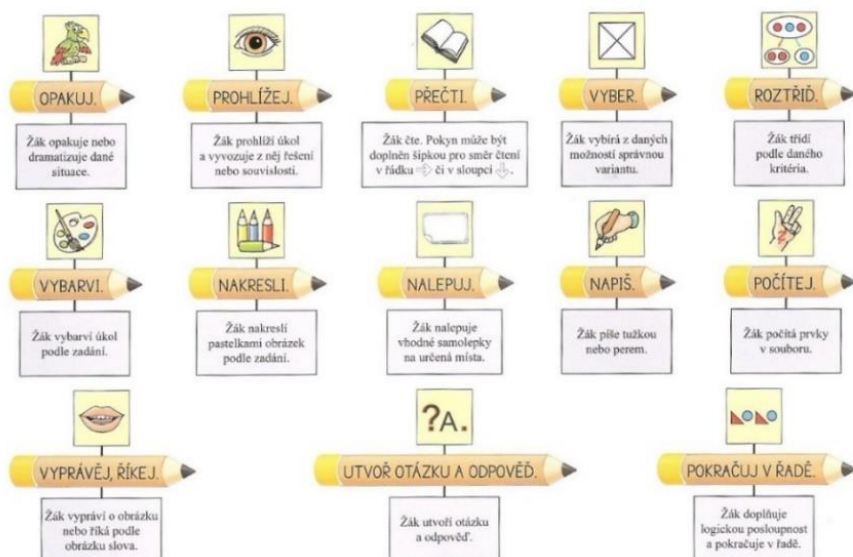 OPAKUJ.
PROHLÍŽEJ.
PŘEČTI.
VYBER.
ROZTŘIĎ.
Žák opakuje nebo
dramatizuje dané
situace.
Žák prohlíží úkol
a vyvozuje z něj řešení
nebo souvislosti.
Žák čte. Pokyn může být
doplněn šipkou pro směr čtení
v řádku ⇨ či v sloupci ⇩.
Žák vybírá z daných
možností správnou
variantu.
Žák třídí
podle daného
kritéria.
VYBARVI.
NAKRESLI.
NALEPUJ.
NAPIŠ.
POČÍTEJ.
Žák vybarví úkol
podle zadání.
Žák nakreslí
pastelkami obrázek
podle zadání.
Žák nalepuje
vhodné samolepky
na určená místa.
Žák píše tužkou
nebo perem.
Žák počítá prvky
v souboru.
?A.
VYPRÁVĚJ, ŘÍKEJ.
UTVOŘ OTÁZKU A ODPOVĚĎ.
POKRAČUJ V ŘADĚ.
Žák vypráví o obrázku
nebo říká podle
obrázku slova.
Žák utvoří otázku
a odpověď.
Žák doplňuje
logickou posloupnost
a pokračuje v řadě.